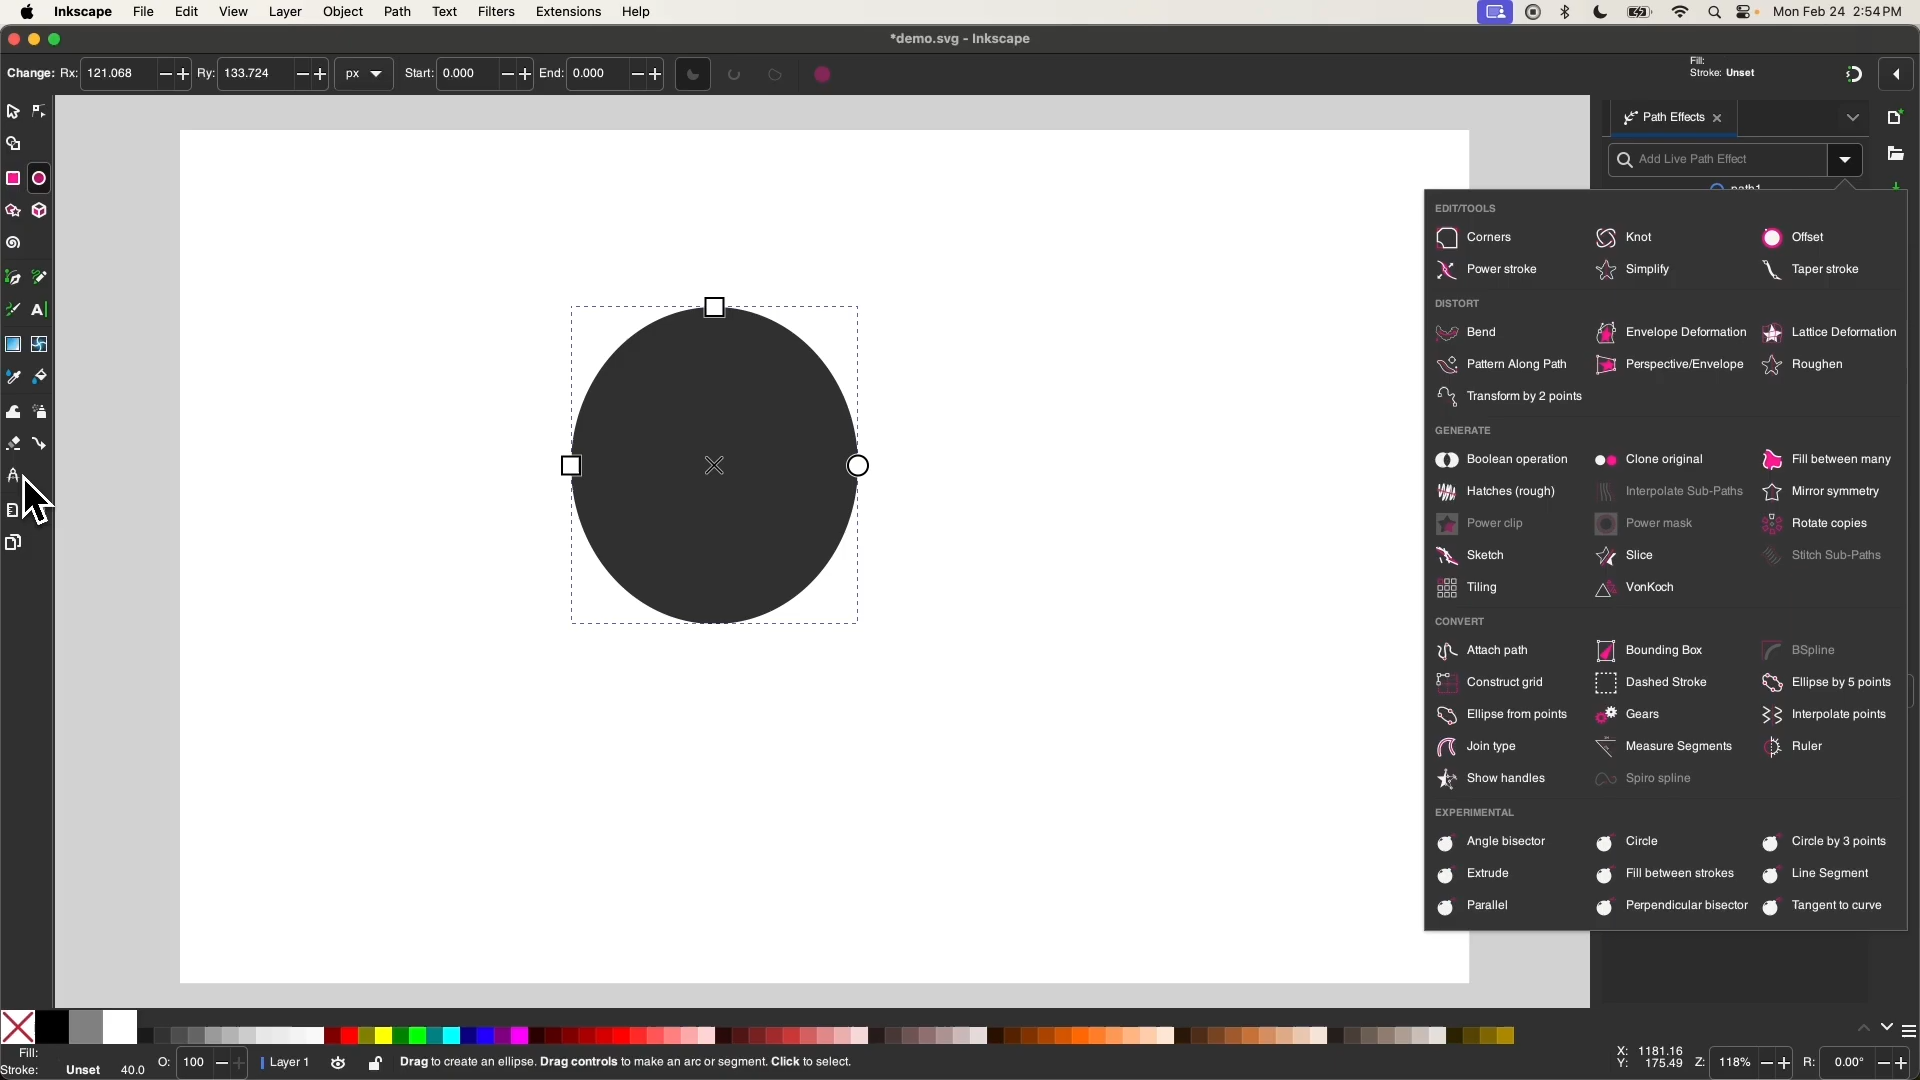 Inkscape File Edit View Layer Object Path Text Filters Extensions Help Mon Feb 24 2:54 PM
*demo.svg - Inkscape
Change: Rx: 121.068 Ry: 133.724 px Start: 0.000 End: 0.000
Fill:
Stroke: Unset
Path Effects
Add Live Path Effect
EDIT/TOOLS
Corners Knot Offset
Power stroke Simplify Taper stroke
DISTORT
Bend Envelope Deformation Lattice Deformation
Pattern Along Path Perspective/Envelope Roughen
Transform by 2 points
GENERATE
Boolean operation Clone original Fill between many
Hatches (rough) Interpolate Sub-Paths Mirror symmetry
Power clip Power mask Rotate copies
Sketch Slice Stitch Sub-Paths
Tiling VonKoch
CONVERT
Attach path Bounding Box BSpline
Construct grid Dashed Stroke Ellipse by 5 points
Ellipse from points Gears Interpolate points
Join type Measure Segments Ruler
Show handles Spiro spline
EXPERIMENTAL
Angle bisector Circle Circle by 3 points
Extrude Fill between strokes Line Segment
Parallel Perpendicular bisector Tangent to curve
Fill:
Stroke: Unset 40.0 O: 100 Layer 1 Drag to create an ellipse. Drag controls to make an arc or segment. Click to select.
X: 1181.16
Y: 175.49 Z: 118% R: 0.00°